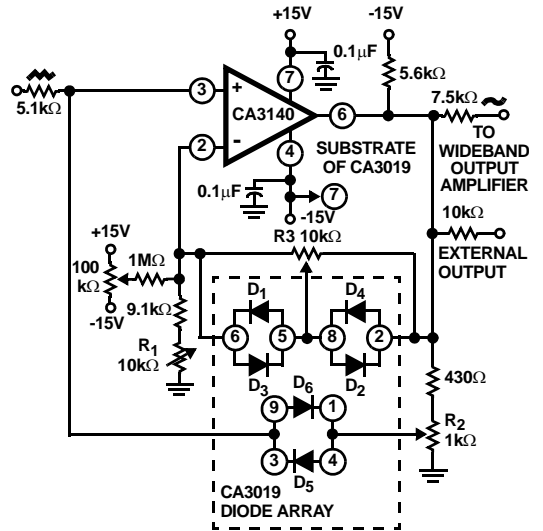 +15V
-15V
0.1µF
5.6kΩ
7
5.1kΩ
3
+
CA3140
6
7.5kΩ
2
-
4
SUBSTRATE
OF CA3019
TO
WIDEBAND
OUTPUT
AMPLIFIER
0.1µF
7
-15V
R3 10kΩ
10kΩ
EXTERNAL
OUTPUT
+15V
100
kΩ
1MΩ
-15V
9.1kΩ
R1
10kΩ
D1
D4
6
5
8
2
D3
D2
D6
9
1
3
4
D5
430Ω
R2
1kΩ
CA3019
DIODE ARRAY